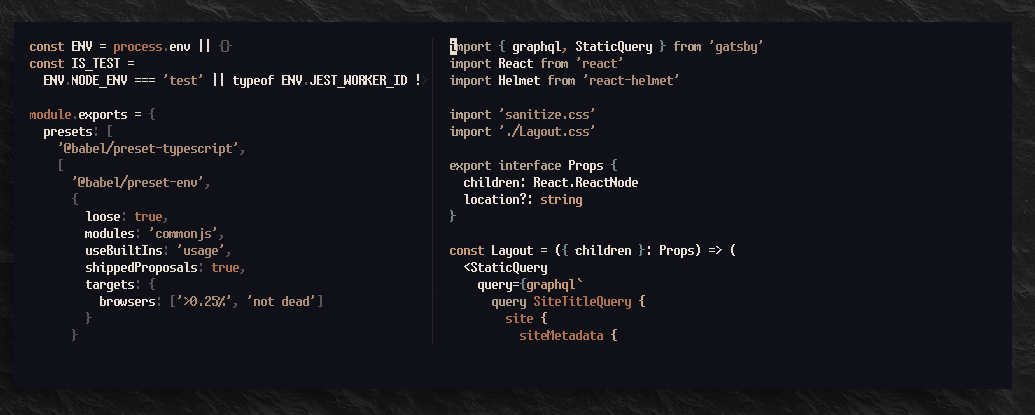 const ENV = process.env || {}
const IS_TEST =
  ENV.NODE_ENV === 'test' || typeof ENV.JEST_WORKER_ID !>

module.exports = {
  presets: [
    '@babel/preset-typescript',
    [
      '@babel/preset-env',
      {
        loose: true,
        modules: 'commonjs',
        useBuiltIns: 'usage',
        shippedProposals: true,
        targets: {
          browsers: ['>0.25%', 'not dead']
        }
      }
import { graphql, StaticQuery } from 'gatsby'
import React from 'react'
import Helmet from 'react-helmet'

import 'sanitize.css'
import './Layout.css'

export interface Props {
  children: React.ReactNode
  location?: string
}

const Layout = ({ children }: Props) => (
  <StaticQuery
    query={graphql`
      query SiteTitleQuery {
        site {
          siteMetadata {